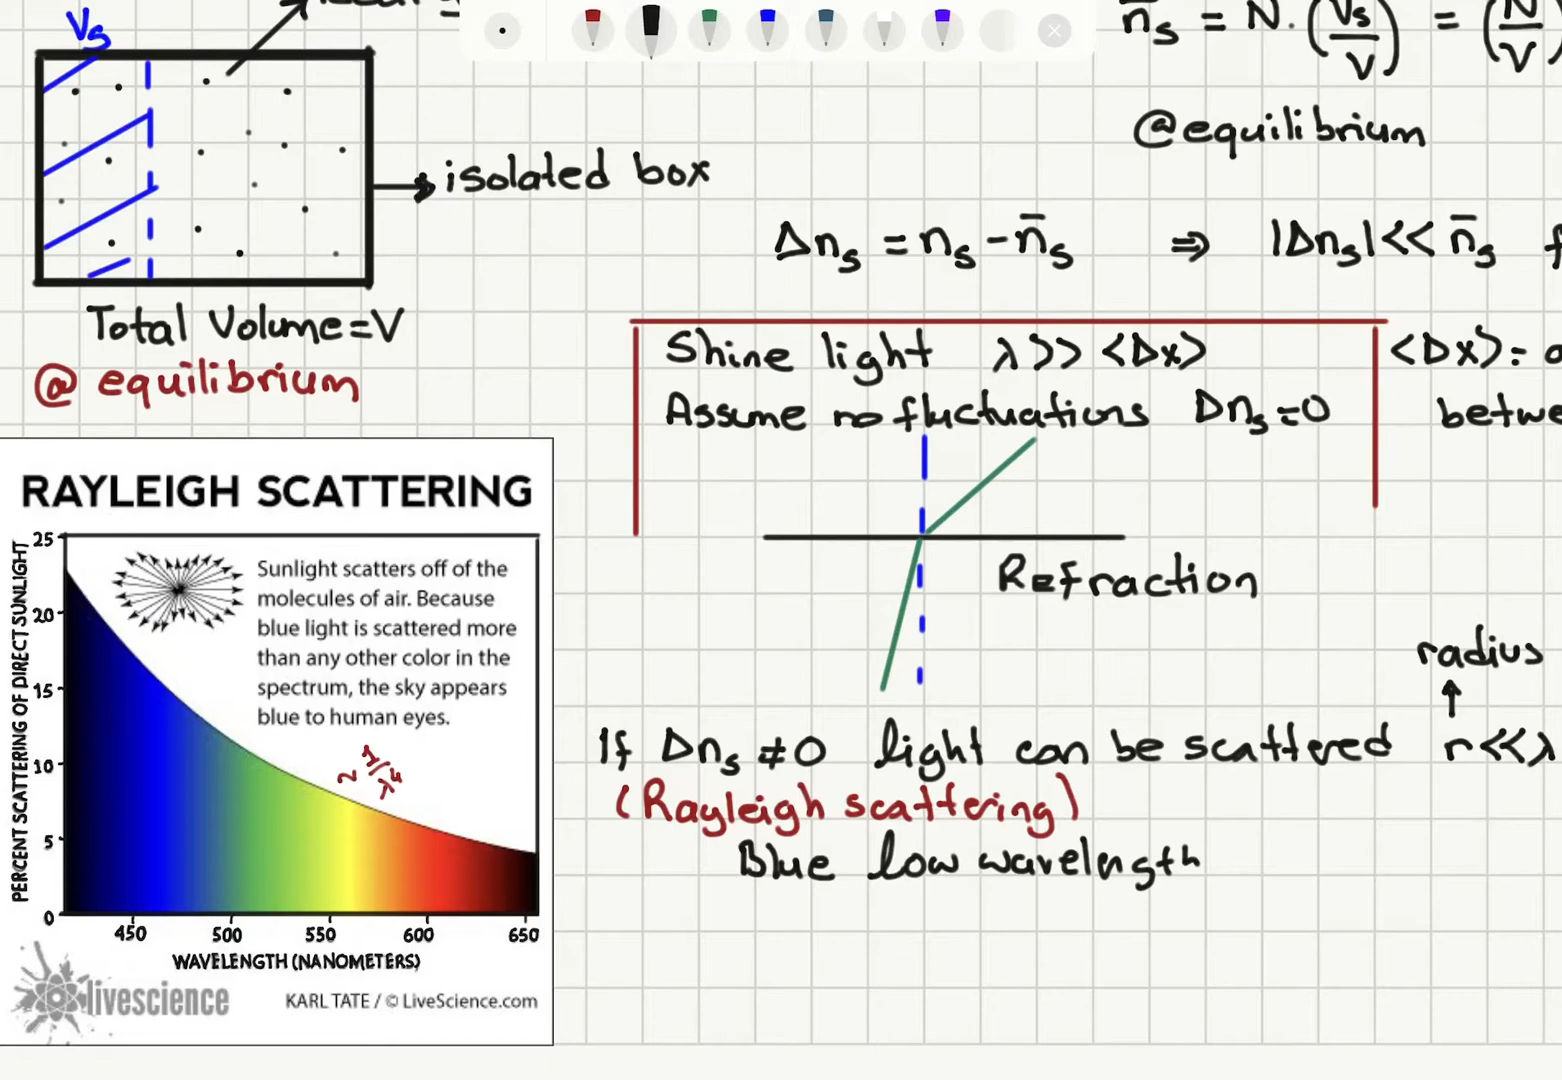 Vs
n̄s = N · (Vs/V) = (N/V)
@equilibrium
isolated box
Δns = ns - n̄s ⇒ |Δns| << n̄s
Total Volume=V
@ equilibrium
Shine light λ >> <Δx>
Assume no fluctuations Δns=0
<Δx> =
Refraction
radius
If Δns ≠ 0 light can be scattered r<<λ
(Rayleigh scattering)
Blue low wavelength
RAYLEIGH SCATTERING
PERCENT SCATTERING OF DIRECT SUNLIGHT
25
20
15
10
5
0
Sunlight scatters off of the
molecules of air. Because
blue light is scattered more
than any other color in the
spectrum, the sky appears
blue to human eyes.
~ 1/λ⁴
450 500 550 600 650
WAVELENGTH (NANOMETERS)
livescience
KARL TATE / © LiveScience.com